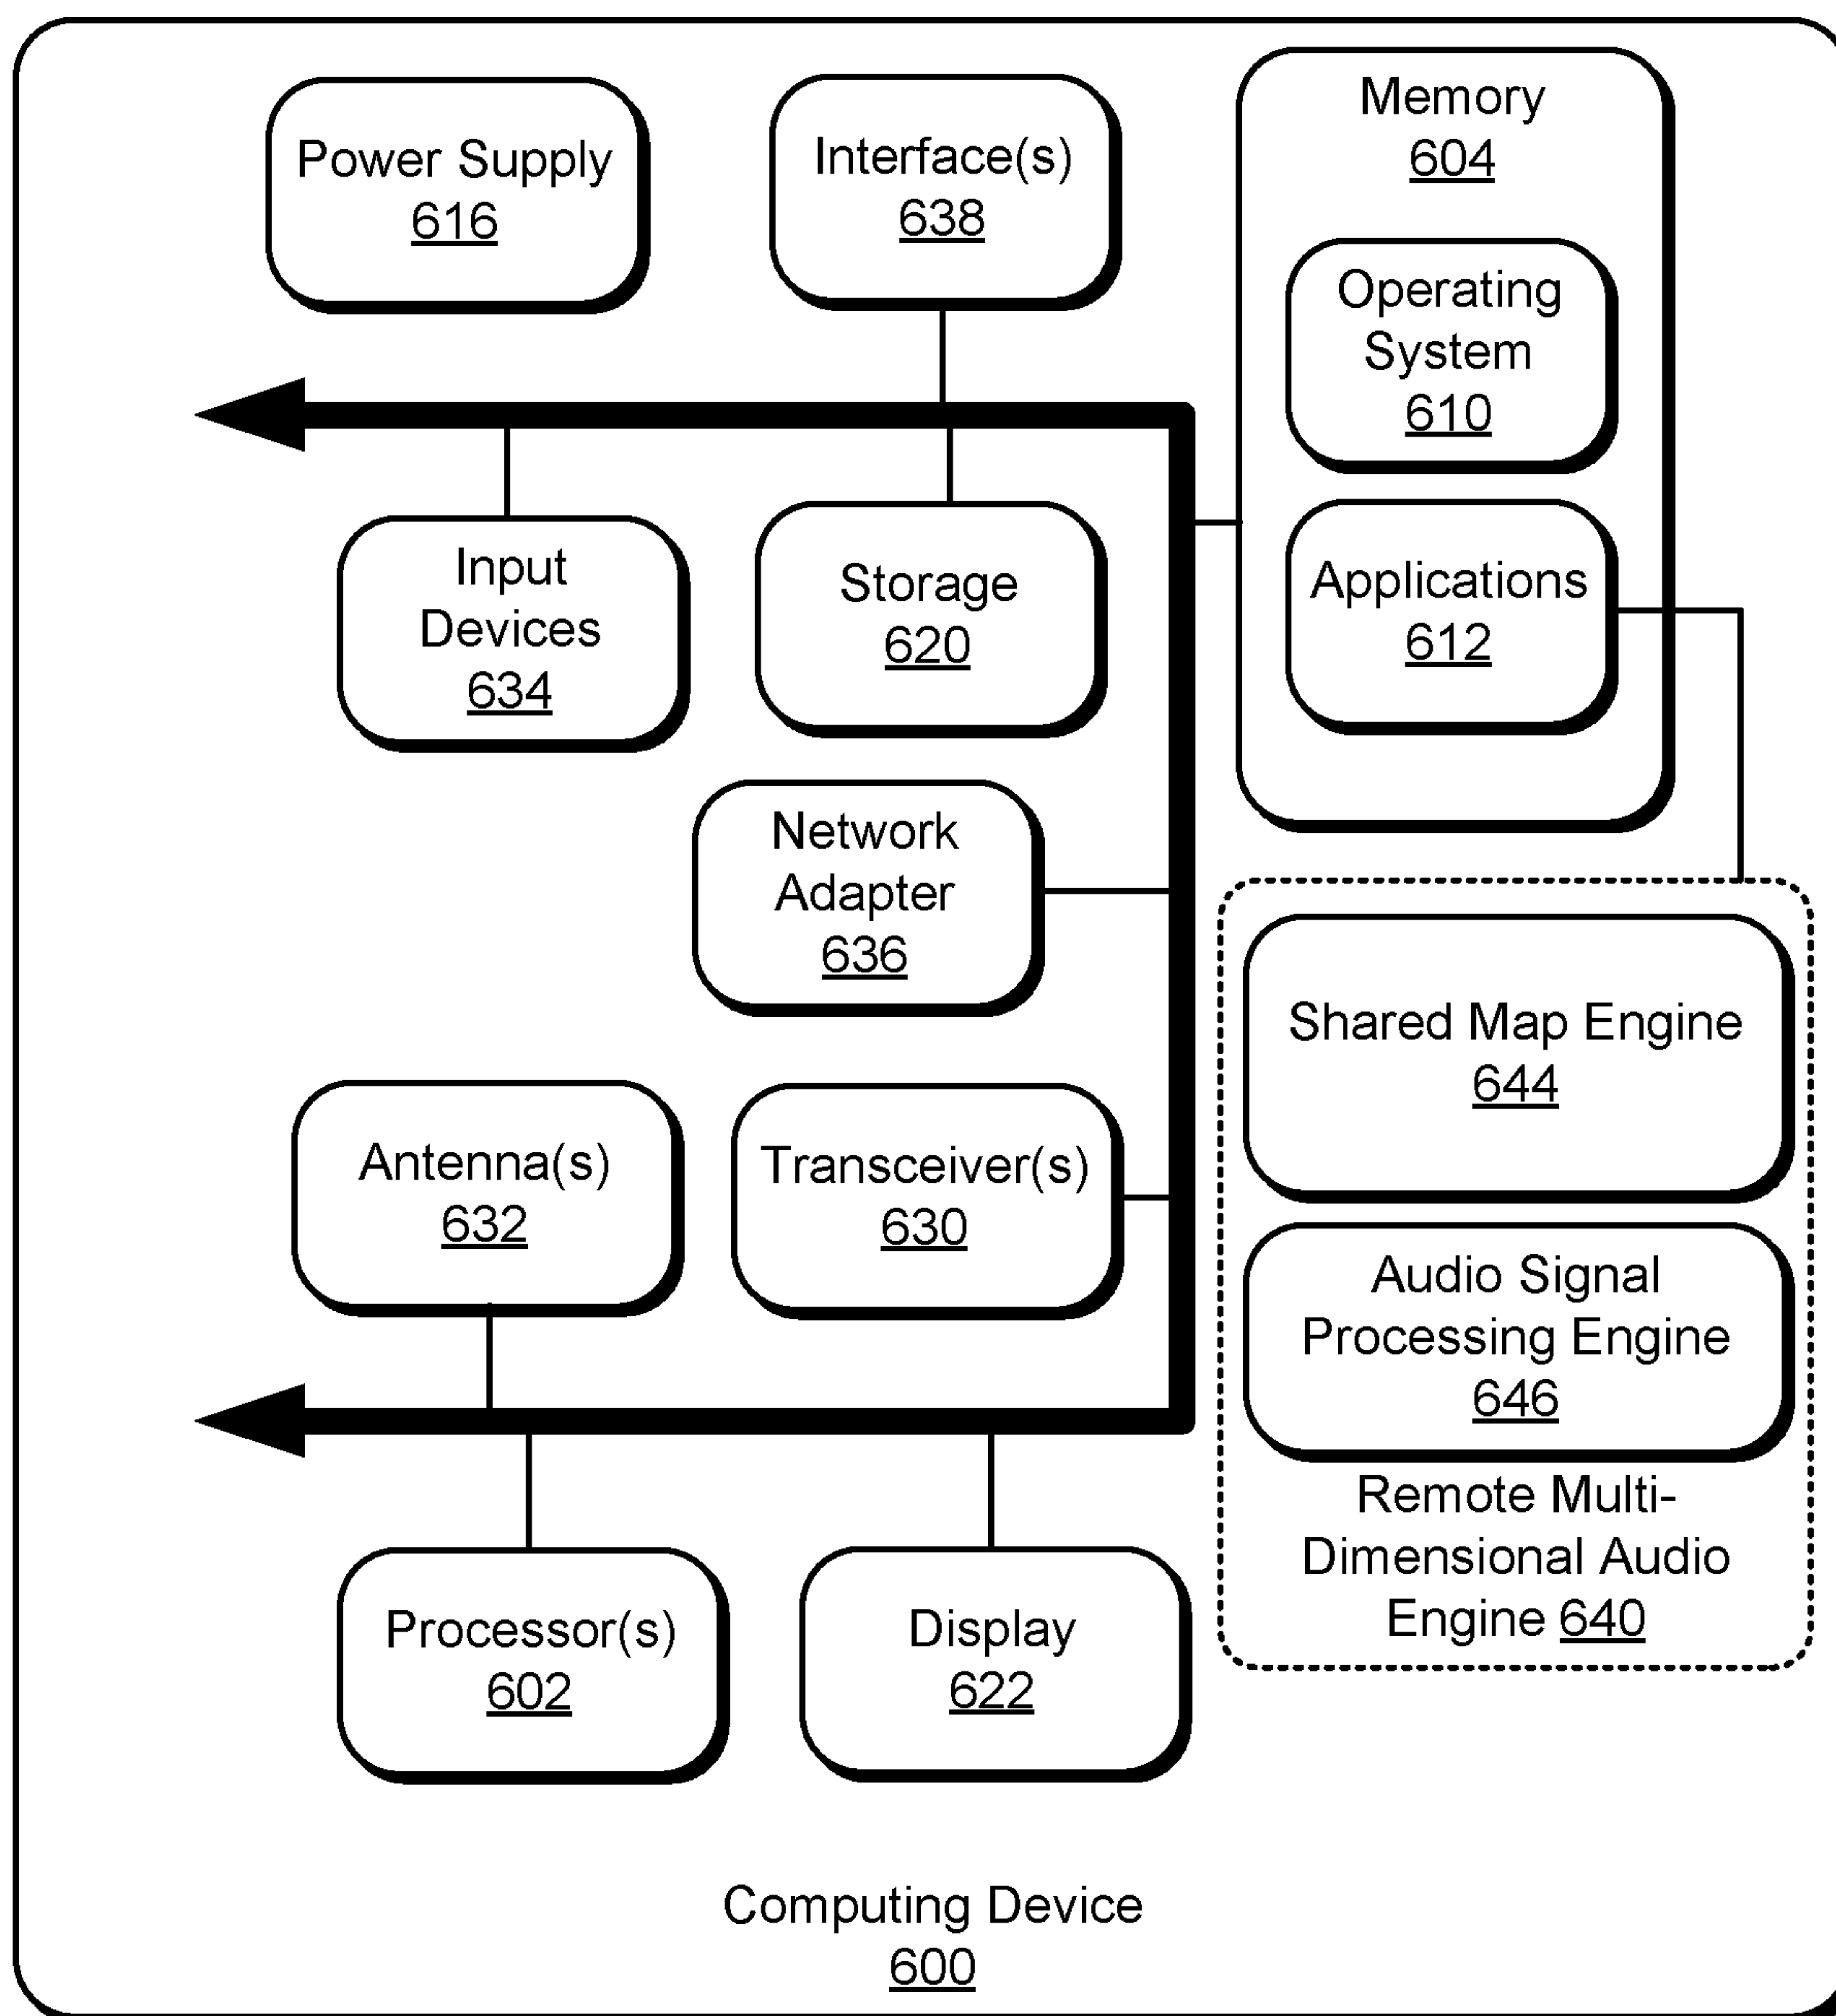 Power Supply
616
Interface(s)
638
Memory
604
Operating
System
610
Applications
612
Input
Devices
634
Storage
620
Network
Adapter
636
Shared Map Engine
644
Antenna(s)
632
Transceiver(s)
630
Audio Signal
Processing Engine
646
Remote Multi-
Dimensional Audio
Engine 640
Processor(s)
602
Display
622
Computing Device
600